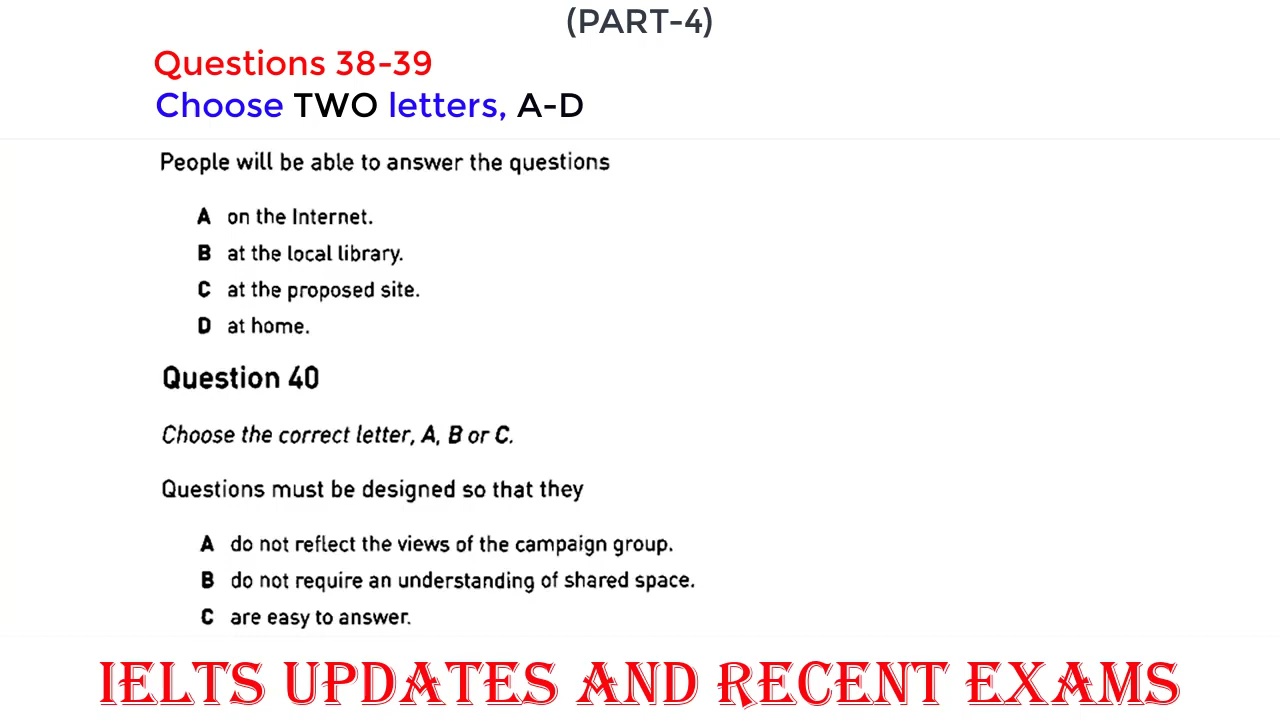 (PART-4)
Questions 38-39
Choose TWO letters, A-D
People will be able to answer the questions
A on the Internet.
B at the local library.
C at the proposed site.
D at home.
Question 40
Choose the correct letter, A, B or C.
Questions must be designed so that they
A do not reflect the views of the campaign group.
B do not require an understanding of shared space.
C are easy to answer.
IELTS UPDATES AND RECENT EXAMS